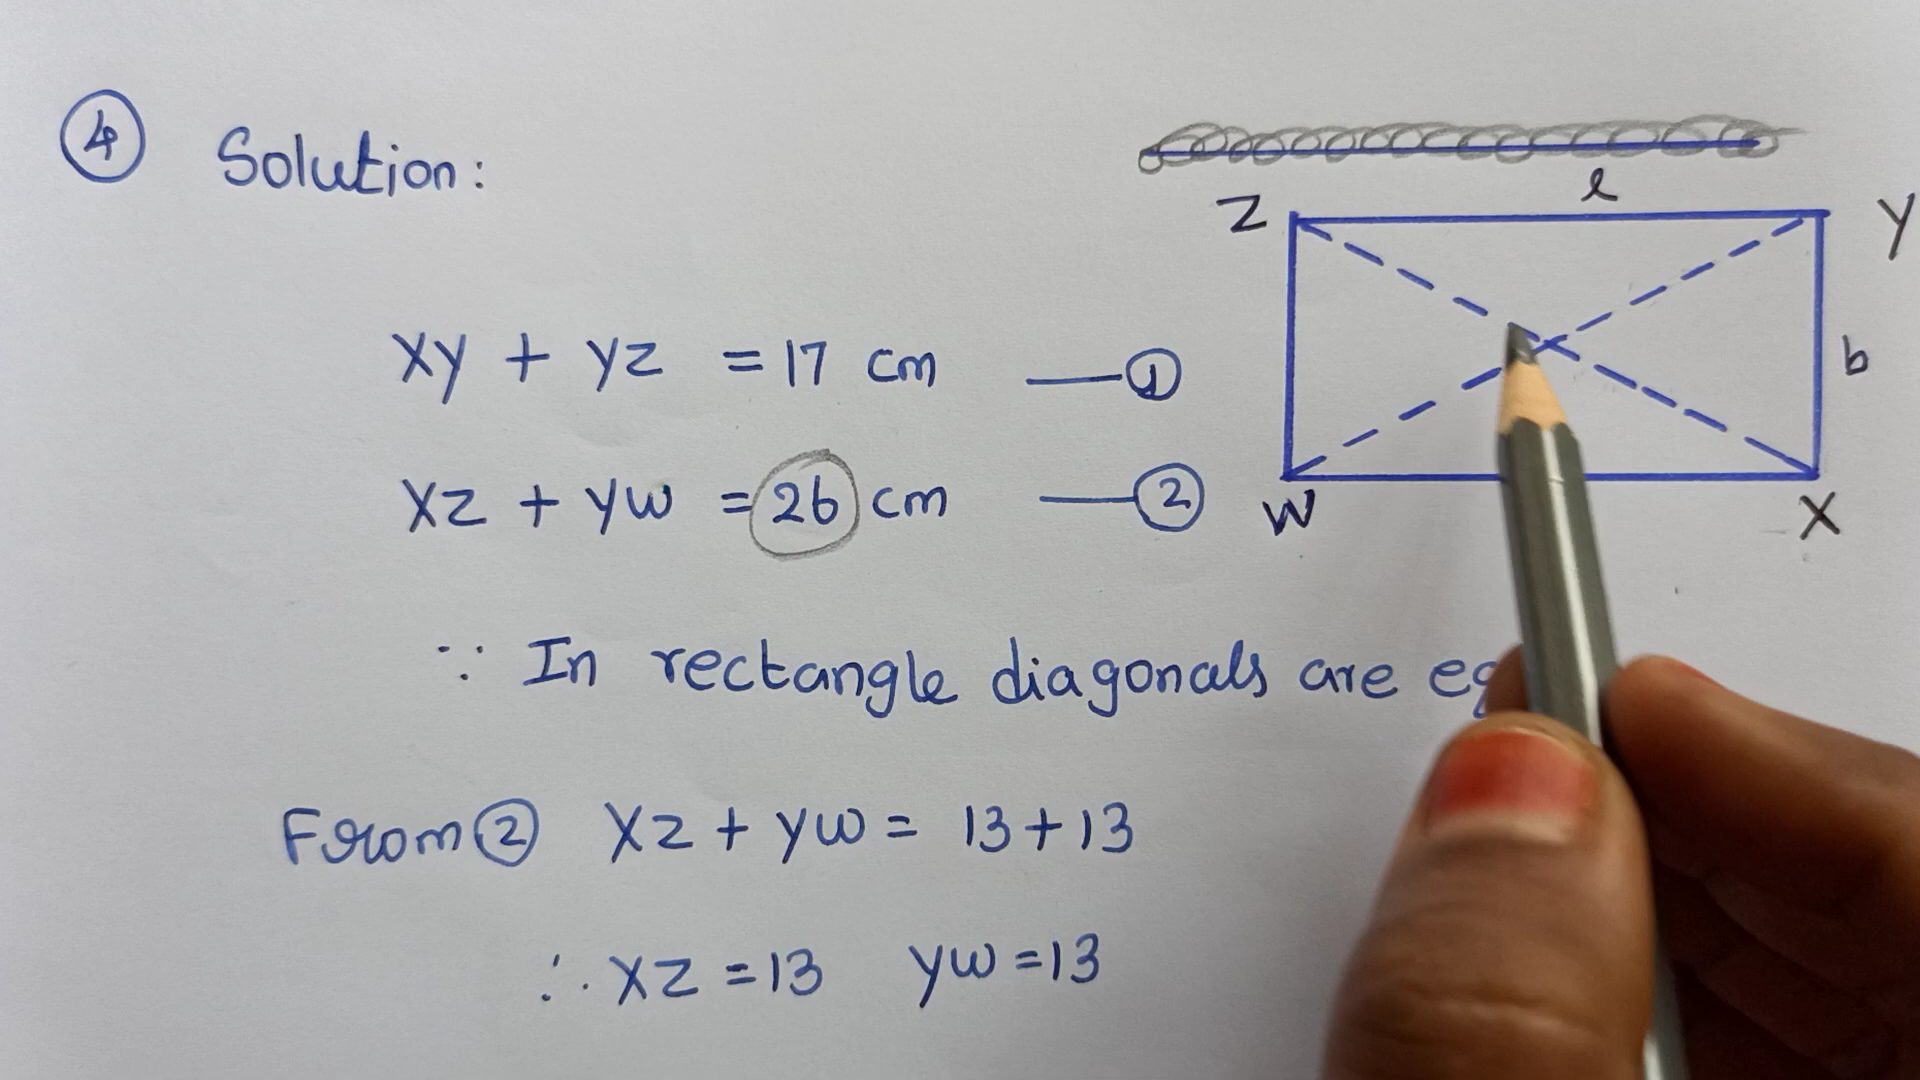 4 Solution:
l
Z Y
XY + YZ = 17 cm —①
b
XZ + YW = 26 cm —②
W X
∵ In rectangle diagonals are
From ② XZ + YW = 13+13
∴ XZ = 13 YW = 13